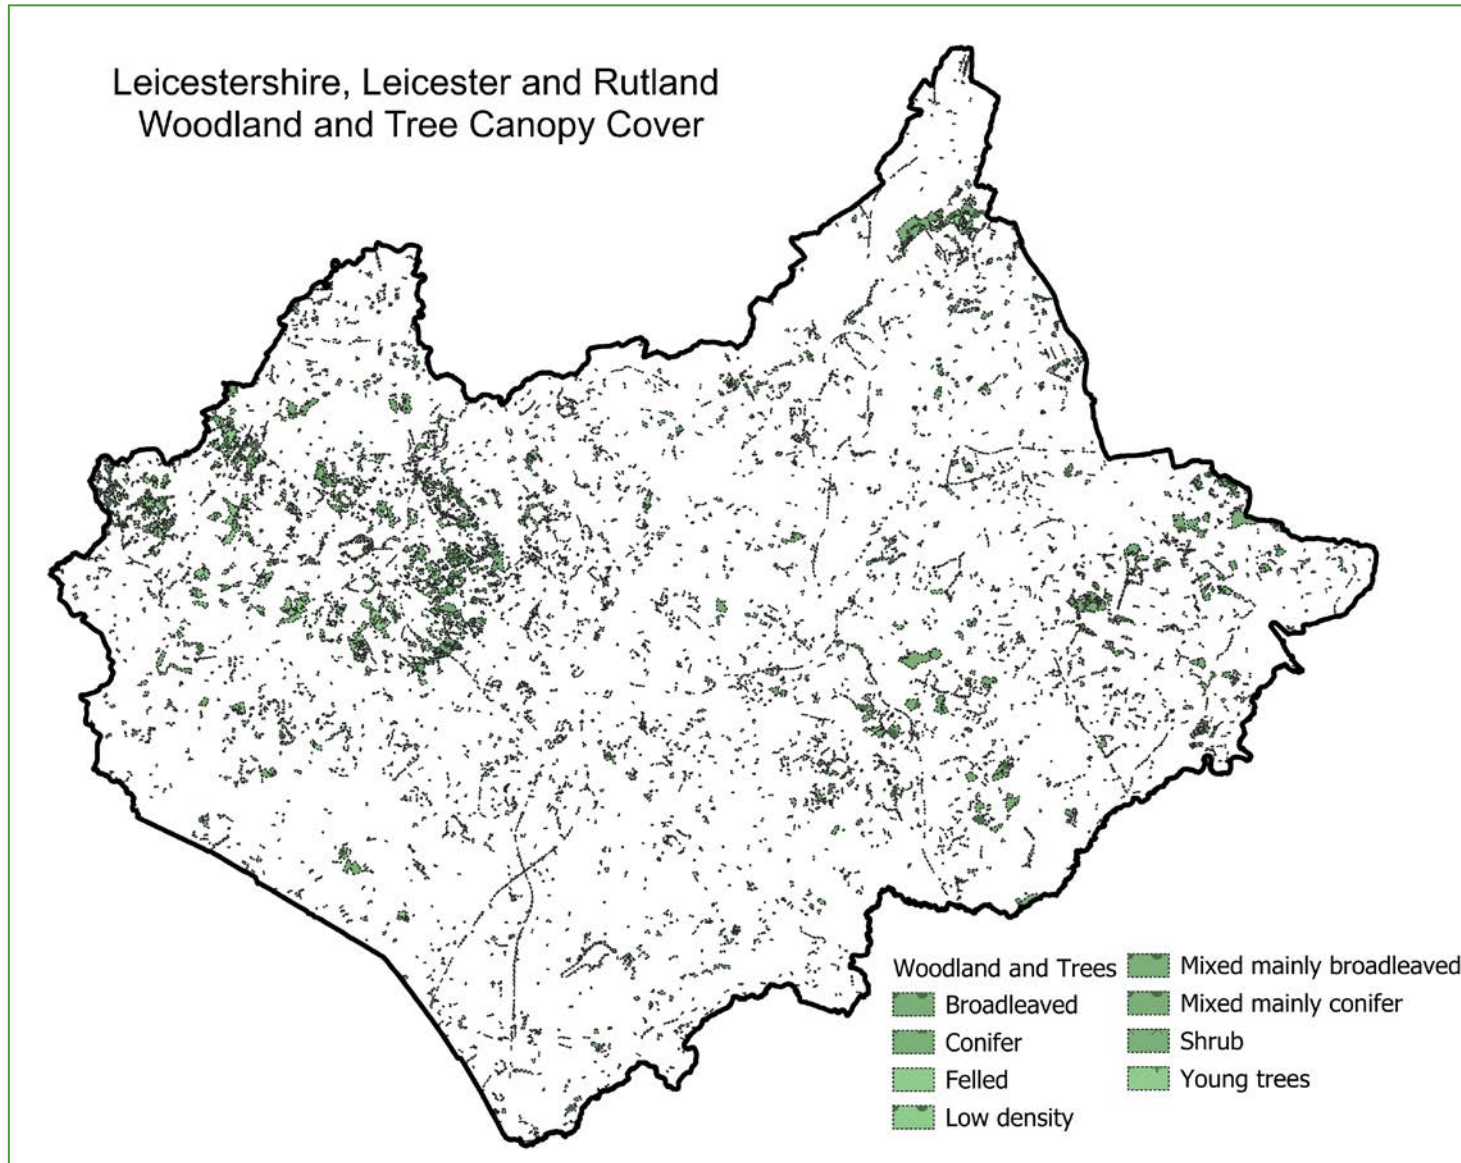 Leicestershire, Leicester and Rutland
Woodland and Tree Canopy Cover
Woodland and Trees
Broadleaved
Conifer
Felled
Low density
Mixed mainly broadleaved
Mixed mainly conifer
Shrub
Young trees